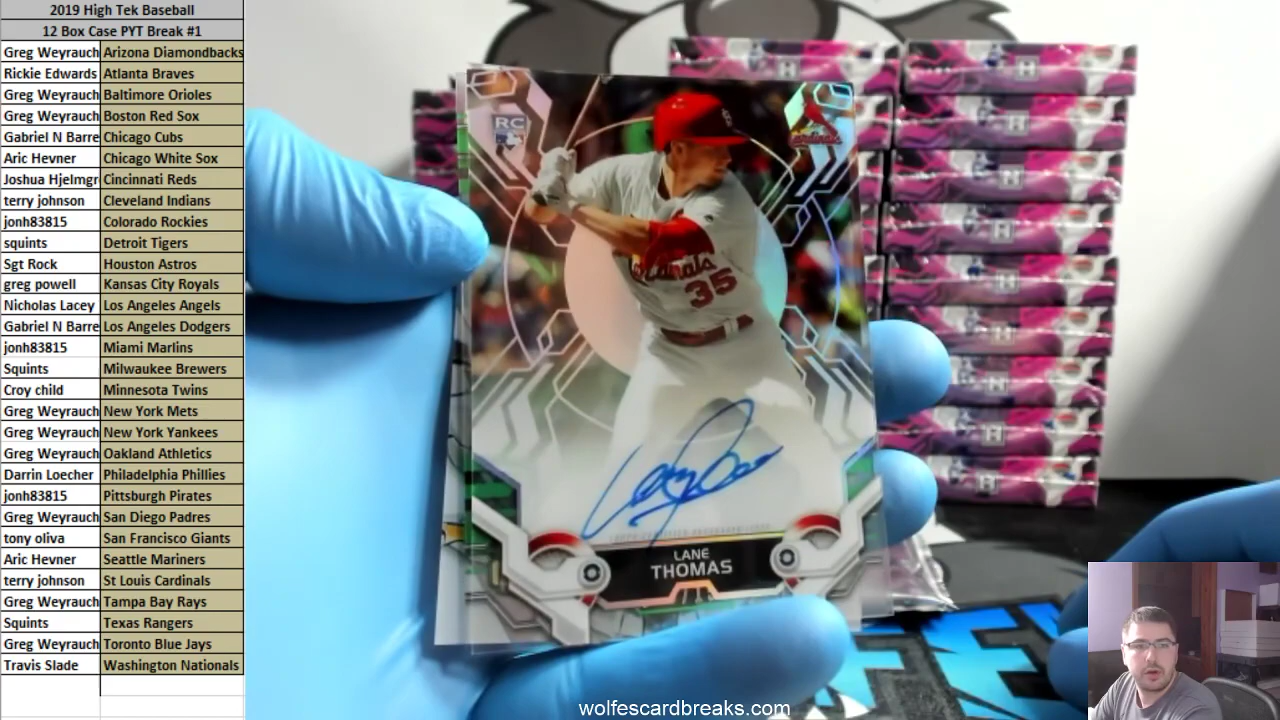 2019 High Tek Baseball
12 Box Case PYT Break #1
Greg Weyrauch Arizona Diamondbacks
Rickie Edwards Atlanta Braves
Greg Weyrauch Baltimore Orioles
Greg Weyrauch Boston Red Sox
Gabriel N Barre Chicago Cubs
Aric Hevner Chicago White Sox
Joshua Hjelmgr Cincinnati Reds
terry johnson Cleveland Indians
jonh83815 Colorado Rockies
squints Detroit Tigers
Sgt Rock Houston Astros
greg powell Kansas City Royals
Nicholas Lacey Los Angeles Angels
Gabriel N Barre Los Angeles Dodgers
jonh83815 Miami Marlins
Squints Milwaukee Brewers
Croy child Minnesota Twins
Greg Weyrauch New York Mets
Greg Weyrauch New York Yankees
Greg Weyrauch Oakland Athletics
Darrin Loecher Philadelphia Phillies
jonh83815 Pittsburgh Pirates
Greg Weyrauch San Diego Padres
tony oliva San Francisco Giants
Aric Hevner Seattle Mariners
terry johnson St Louis Cardinals
Greg Weyrauch Tampa Bay Rays
Squints Texas Rangers
Greg Weyrauch Toronto Blue Jays
Travis Slade Washington Nationals
RC
Cardinals
Cardinals
35
LANE
THOMAS
wolfescardbreaks.com